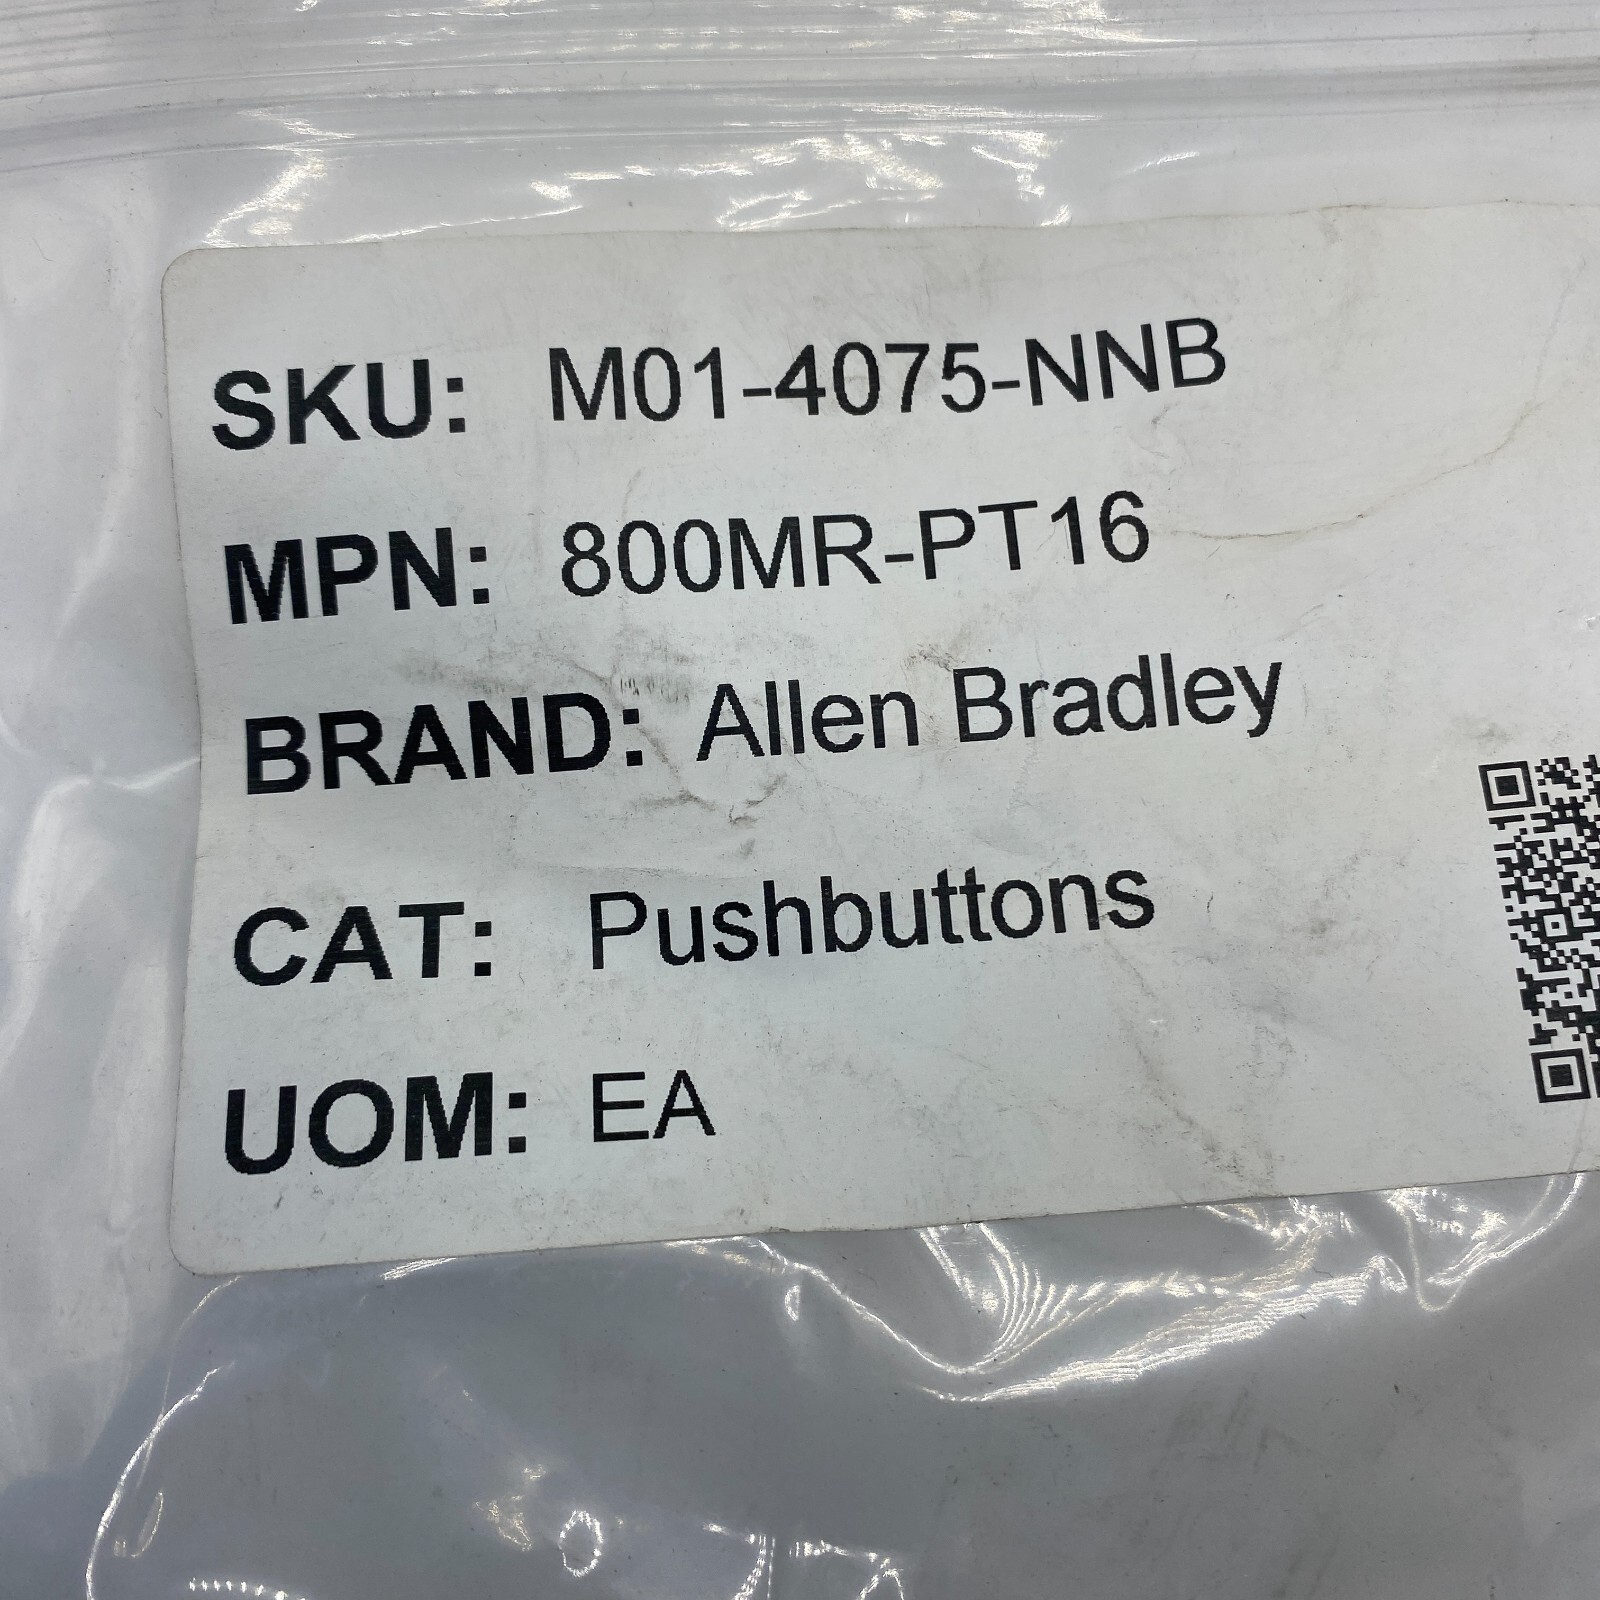 SKU: M01-4075-NNB
MPN: 800MR-PT16
BRAND: Allen Bradley
CAT: Pushbuttons
UOM: EA